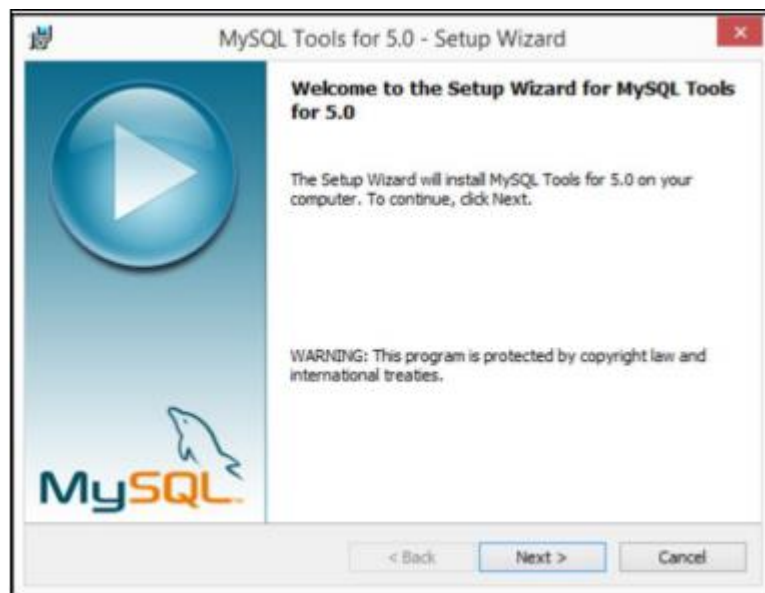 MySQL Tools for 5.0 - Setup Wizard
Welcome to the Setup Wizard for MySQL Tools
for 5.0
The Setup Wizard will install MySQL Tools for 5.0 on your
computer. To continue, click Next.
WARNING: This program is protected by copyright law and
international treaties.
MySQL
< Back Next > Cancel